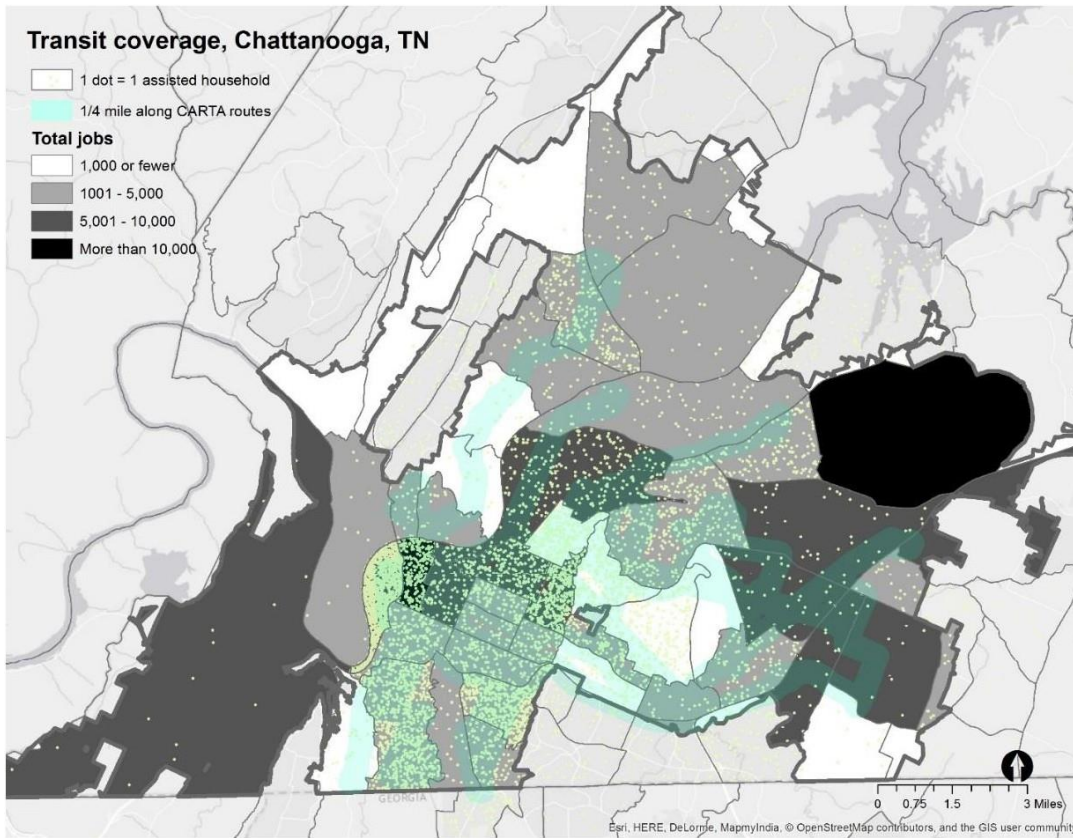 Transit coverage, Chattanooga, TN
1 dot = 1 assisted household
1/4 mile along CARTA routes
Total jobs
1,000 or fewer
1001 - 5,000
5,001 - 10,000
More than 10,000
GEORGIA
0 0.75 1.5 3 Miles
Esri, HERE, DeLorme, MapmyIndia, © OpenStreetMap contributors, and the GIS user community